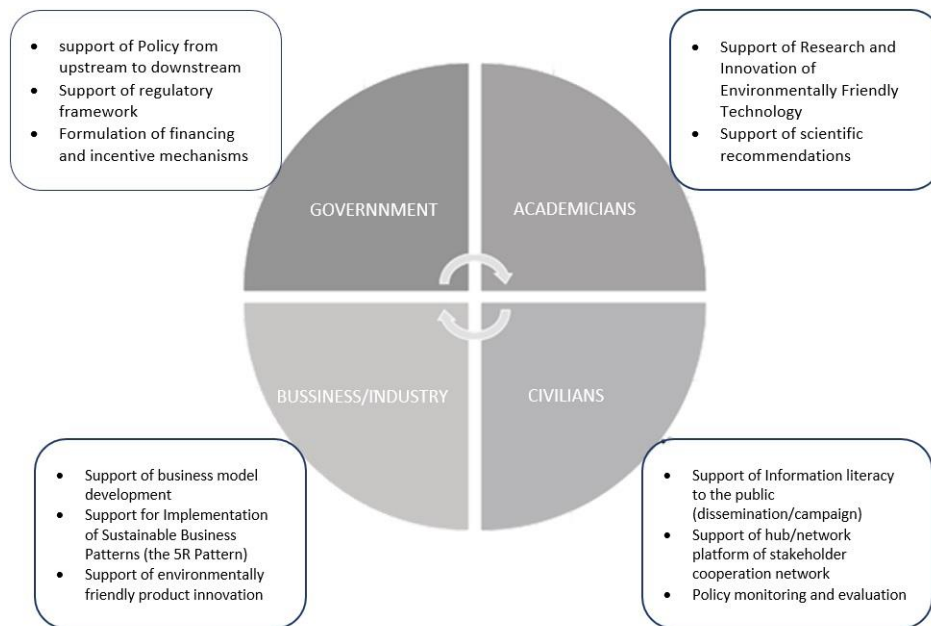 • support of Policy from
upstream to downstream
• Support of regulatory
framework
• Formulation of financing
and incentive mechanisms
• Support of Research and
Innovation of
Environmentally Friendly
Technology
• Support of scientific
recommendations
GOVERNNMENT
ACADEMICIANS
BUSSINESS/INDUSTRY
CIVILIANS
• Support of business model
development
• Support for Implementation
of Sustainable Business
Patterns (the 5R Pattern)
• Support of environmentally
friendly product innovation
• Support of Information literacy
to the public
(dissemination/campaign)
• Support of hub/network
platform of stakeholder
cooperation network
• Policy monitoring and evaluation